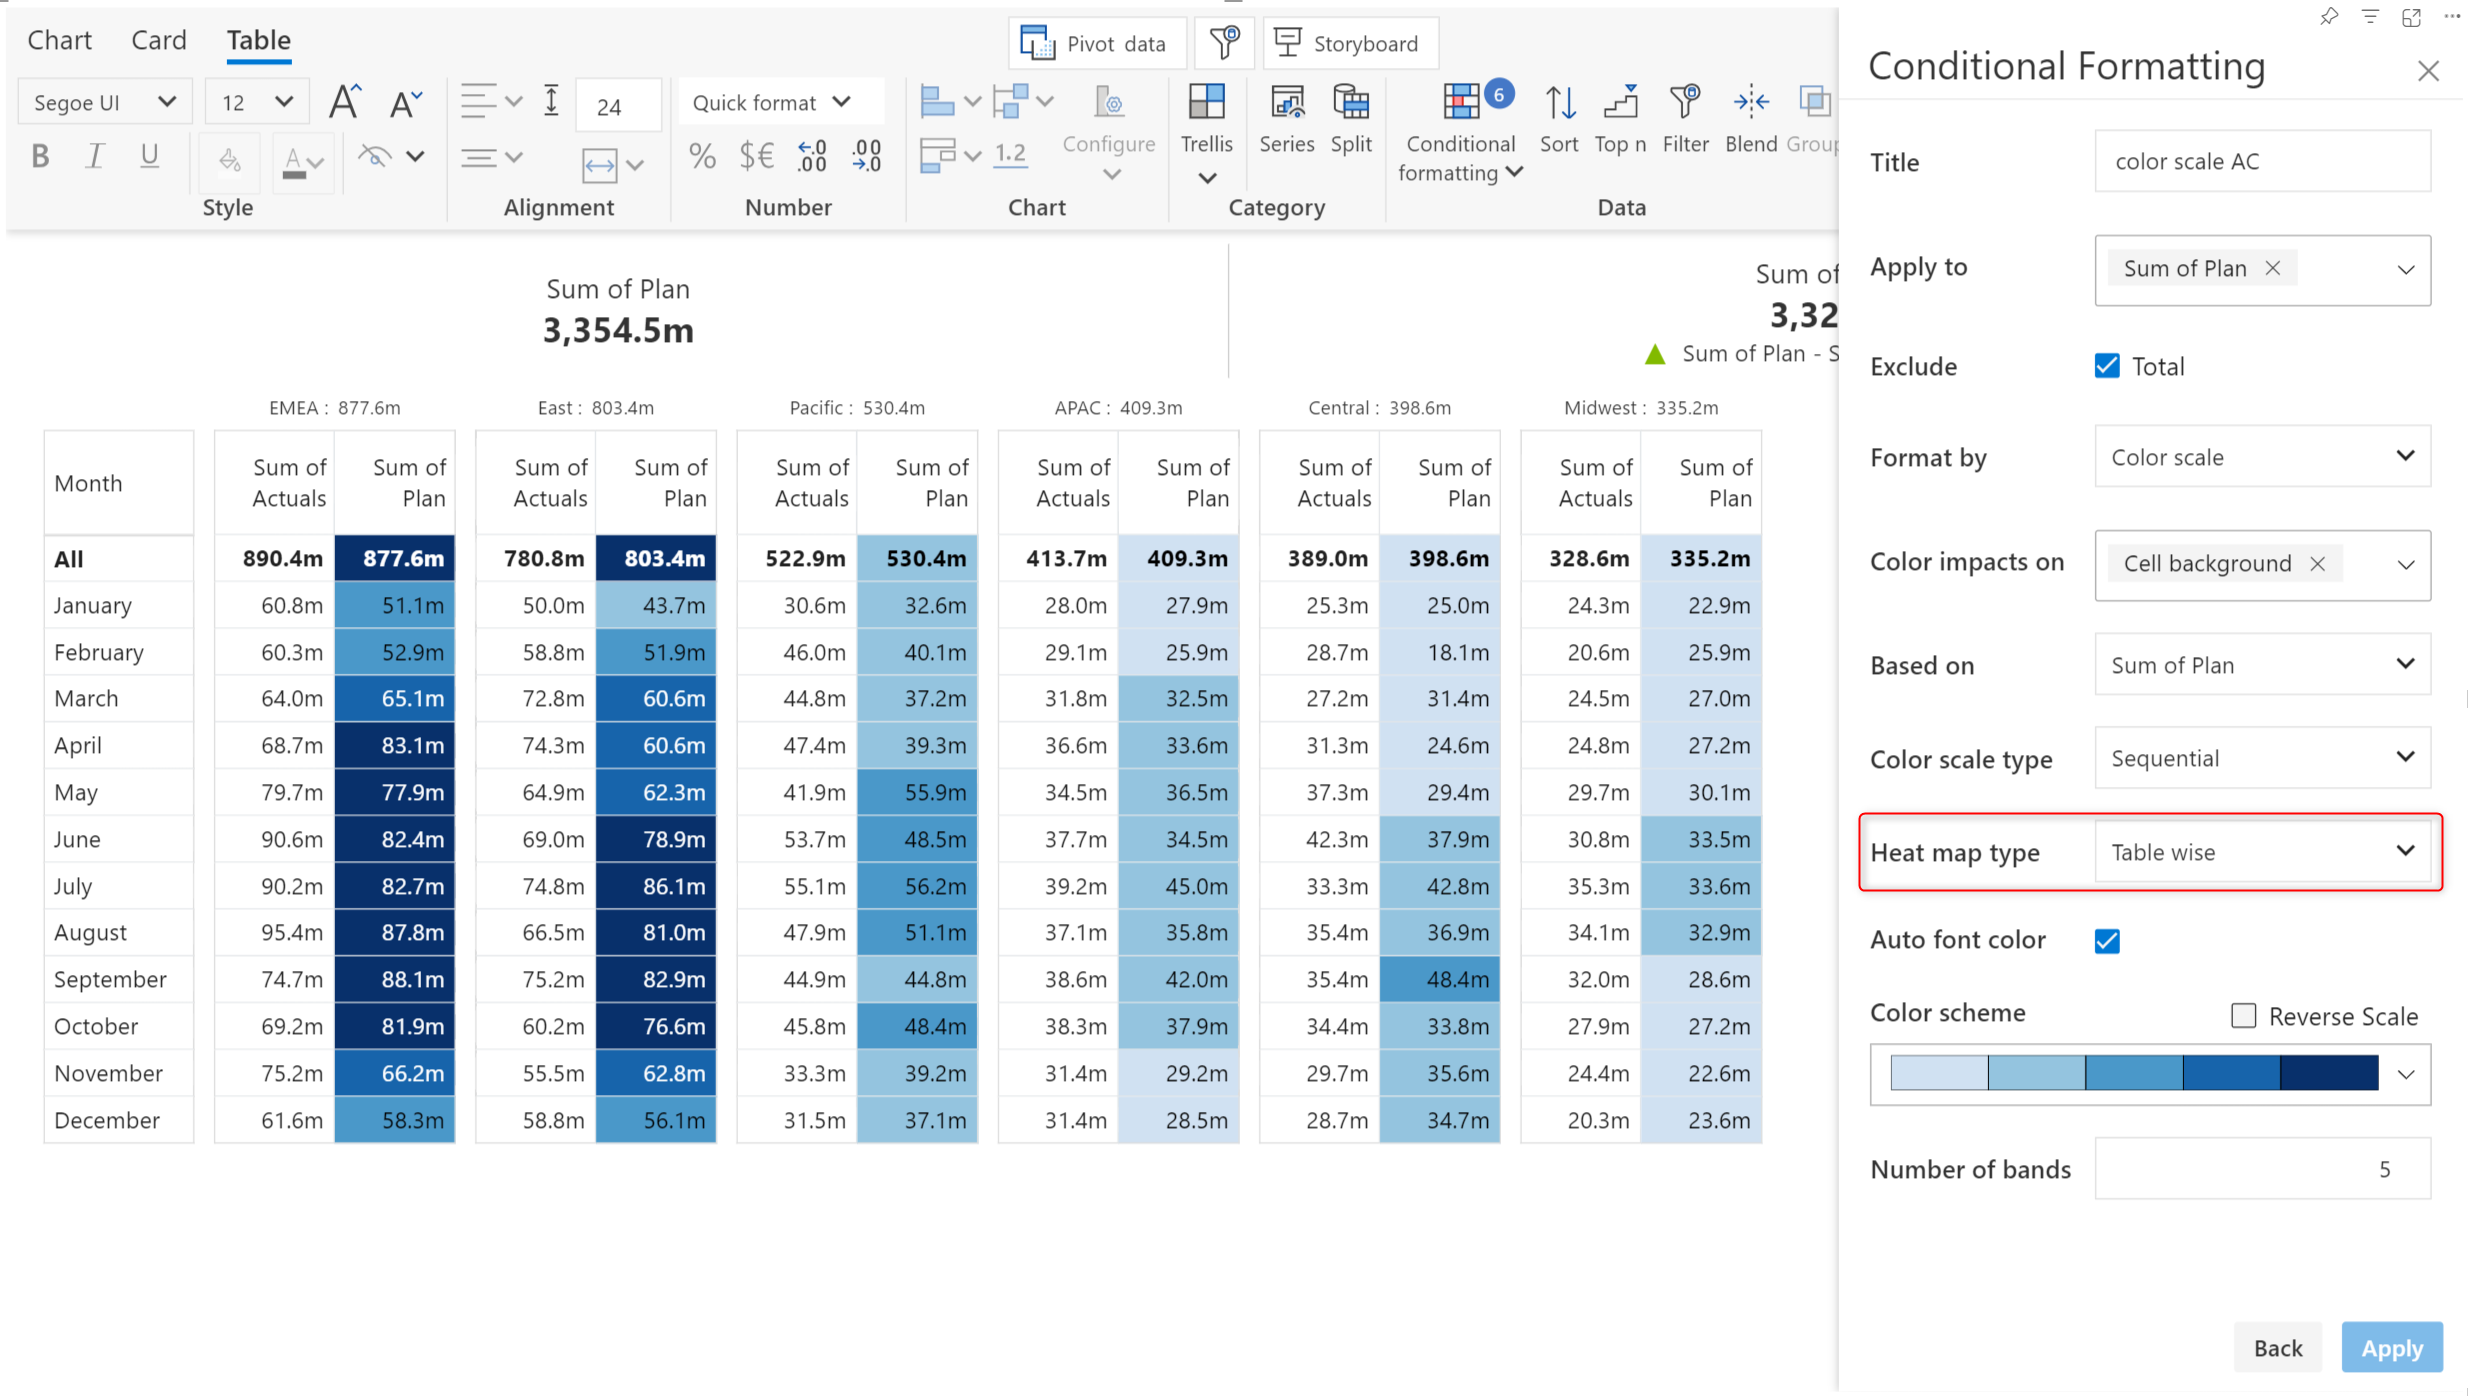 Chart Card Table
Pivot data
Storyboard
Segoe UI 12
24
Quick format
B I U
A
% $€ .00 .00
1.2
Configure
Trellis
Series Split
6
Conditional formatting
Sort Top n Filter Blend Group
Style Alignment Number Chart Category Data
Sum of Plan
3,354.5m
Sum of
3,32
Sum of Plan - S
EMEA : 877.6m East : 803.4m Pacific : 530.4m APAC : 409.3m Central : 398.6m Midwest : 335.2m
Month Sum of Actuals Sum of Plan Sum of Actuals Sum of Plan Sum of Actuals Sum of Plan Sum of Actuals Sum of Plan Sum of Actuals Sum of Plan Sum of Actuals Sum of Plan
All 890.4m 877.6m 780.8m 803.4m 522.9m 530.4m 413.7m 409.3m 389.0m 398.6m 328.6m 335.2m
January 60.8m 51.1m 50.0m 43.7m 30.6m 32.6m 28.0m 27.9m 25.3m 25.0m 24.3m 22.9m
February 60.3m 52.9m 58.8m 51.9m 46.0m 40.1m 29.1m 25.9m 28.7m 18.1m 20.6m 25.9m
March 64.0m 65.1m 72.8m 60.6m 44.8m 37.2m 31.8m 32.5m 27.2m 31.4m 24.5m 27.0m
April 68.7m 83.1m 74.3m 60.6m 47.4m 39.3m 36.6m 33.6m 31.3m 24.6m 24.8m 27.2m
May 79.7m 77.9m 64.9m 62.3m 41.9m 55.9m 34.5m 36.5m 37.3m 29.4m 29.7m 30.1m
June 90.6m 82.4m 69.0m 78.9m 53.7m 48.5m 37.7m 34.5m 42.3m 37.9m 30.8m 33.5m
July 90.2m 82.7m 74.8m 86.1m 55.1m 56.2m 39.2m 45.0m 33.3m 42.8m 35.3m 33.6m
August 95.4m 87.8m 66.5m 81.0m 47.9m 51.1m 37.1m 35.8m 35.4m 36.9m 34.1m 32.9m
September 74.7m 88.1m 75.2m 82.9m 44.9m 44.8m 38.6m 42.0m 35.4m 48.4m 32.0m 28.6m
October 69.2m 81.9m 60.2m 76.6m 45.8m 48.4m 38.3m 37.9m 34.4m 33.8m 27.9m 27.2m
November 75.2m 66.2m 55.5m 62.8m 33.3m 39.2m 31.4m 29.2m 29.7m 35.6m 24.4m 22.6m
December 61.6m 58.3m 58.8m 56.1m 31.5m 37.1m 31.4m 28.5m 28.7m 34.7m 20.3m 23.6m
Conditional Formatting
Title color scale AC
Apply to Sum of Plan
Exclude Total
Format by Color scale
Color impacts on Cell background
Based on Sum of Plan
Color scale type Sequential
Heat map type Table wise
Auto font color
Color scheme Reverse Scale
Number of bands 5
Back Apply